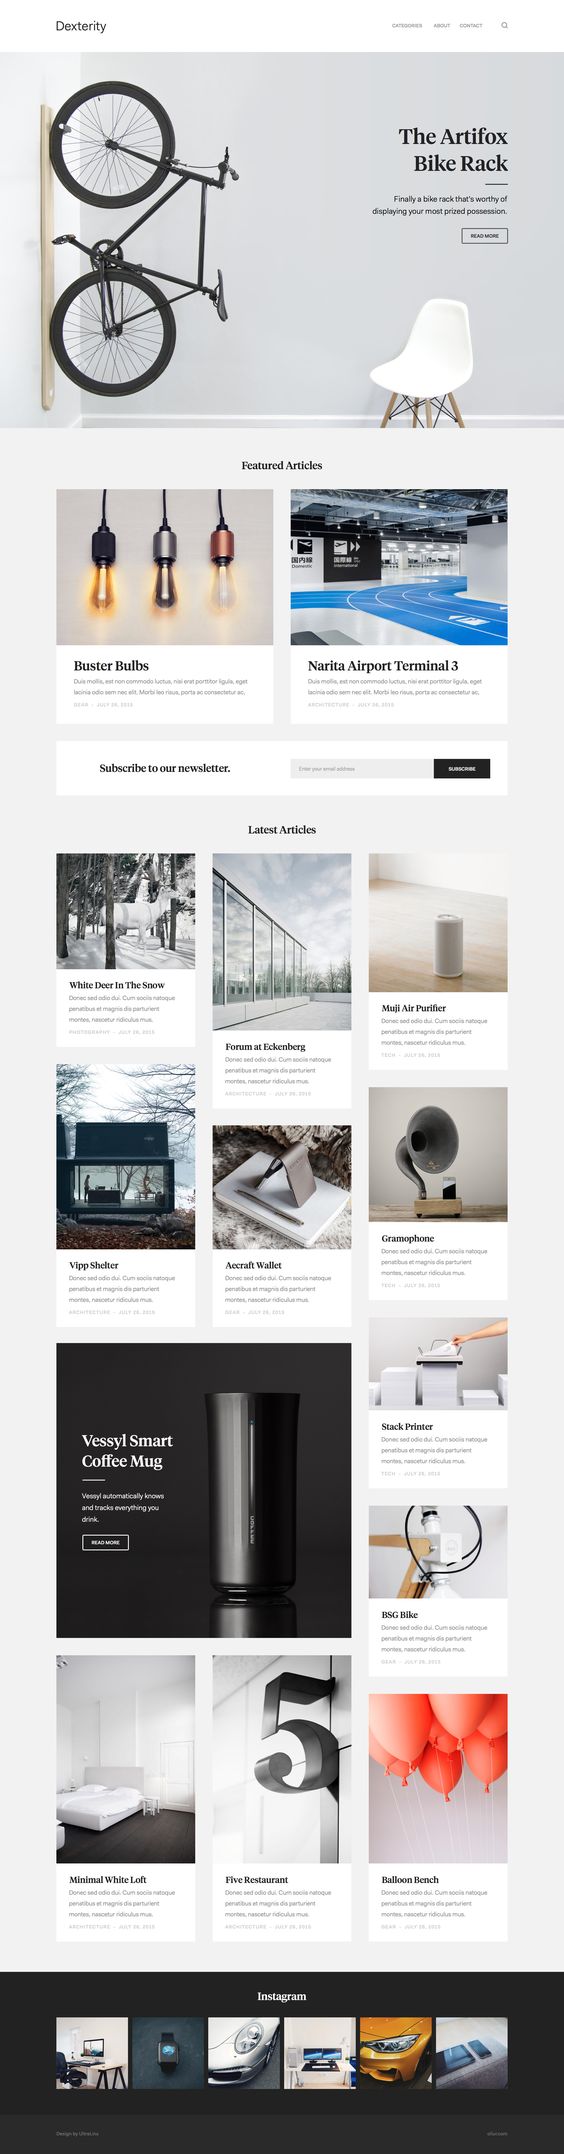 Dexterity
CATEGORIES ABOUT CONTACT
The Artifox
Bike Rack
Finally a bike rack that's worthy of
displaying your most prized possession.
READ MORE
Featured Articles
国内線
Domestic
国際線
International
Buster Bulbs
Duis mollis, est non commodo luctus, nisi erat porttitor ligula, eget
lacinia odio sem nec elit. Morbi leo risus, porta ac consectetur ac.
GEAR – JULY 26, 2015
Narita Airport Terminal 3
Duis mollis, est non commodo luctus, nisi erat porttitor ligula, eget
lacinia odio sem nec elit. Morbi leo risus, porta ac consectetur ac.
ARCHITECTURE – JULY 26, 2015
Subscribe to our newsletter.
Enter your email address
SUBSCRIBE
Latest Articles
White Deer In The Snow
Donec sed odio dui. Cum sociis natoque
penatibus et magnis dis parturient
montes, nascetur ridiculus mus.
PHOTOGRAPHY – JULY 26, 2015
Forum at Eckenberg
Donec sed odio dui. Cum sociis natoque
penatibus et magnis dis parturient
montes, nascetur ridiculus mus.
ARCHITECTURE – JULY 26, 2015
Muji Air Purifier
Donec sed odio dui. Cum sociis natoque
penatibus et magnis dis parturient
montes, nascetur ridiculus mus.
TECH – JULY 26, 2015
Vipp Shelter
Donec sed odio dui. Cum sociis natoque
penatibus et magnis dis parturient
montes, nascetur ridiculus mus.
ARCHITECTURE – JULY 26, 2015
Aecraft Wallet
Donec sed odio dui. Cum sociis natoque
penatibus et magnis dis parturient
montes, nascetur ridiculus mus.
GEAR – JULY 26, 2015
Gramophone
Donec sed odio dui. Cum sociis natoque
penatibus et magnis dis parturient
montes, nascetur ridiculus mus.
TECH – JULY 26, 2015
Vessyl Smart
Coffee Mug
Vessyl automatically knows
and tracks everything you
drink.
READ MORE
VESSYL
Stack Printer
Donec sed odio dui. Cum sociis natoque
penatibus et magnis dis parturient
montes, nascetur ridiculus mus.
TECH – JULY 26, 2015
BSG Bike
Donec sed odio dui. Cum sociis natoque
penatibus et magnis dis parturient
montes, nascetur ridiculus mus.
GEAR – JULY 26, 2015
5
Minimal White Loft
Donec sed odio dui. Cum sociis natoque
penatibus et magnis dis parturient
montes, nascetur ridiculus mus.
ARCHITECTURE – JULY 26, 2015
Five Restaurant
Donec sed odio dui. Cum sociis natoque
penatibus et magnis dis parturient
montes, nascetur ridiculus mus.
ARCHITECTURE – JULY 26, 2015
Balloon Bench
Donec sed odio dui. Cum sociis natoque
penatibus et magnis dis parturient
montes, nascetur ridiculus mus.
GEAR – JULY 26, 2015
Instagram
Design by UltraLinx